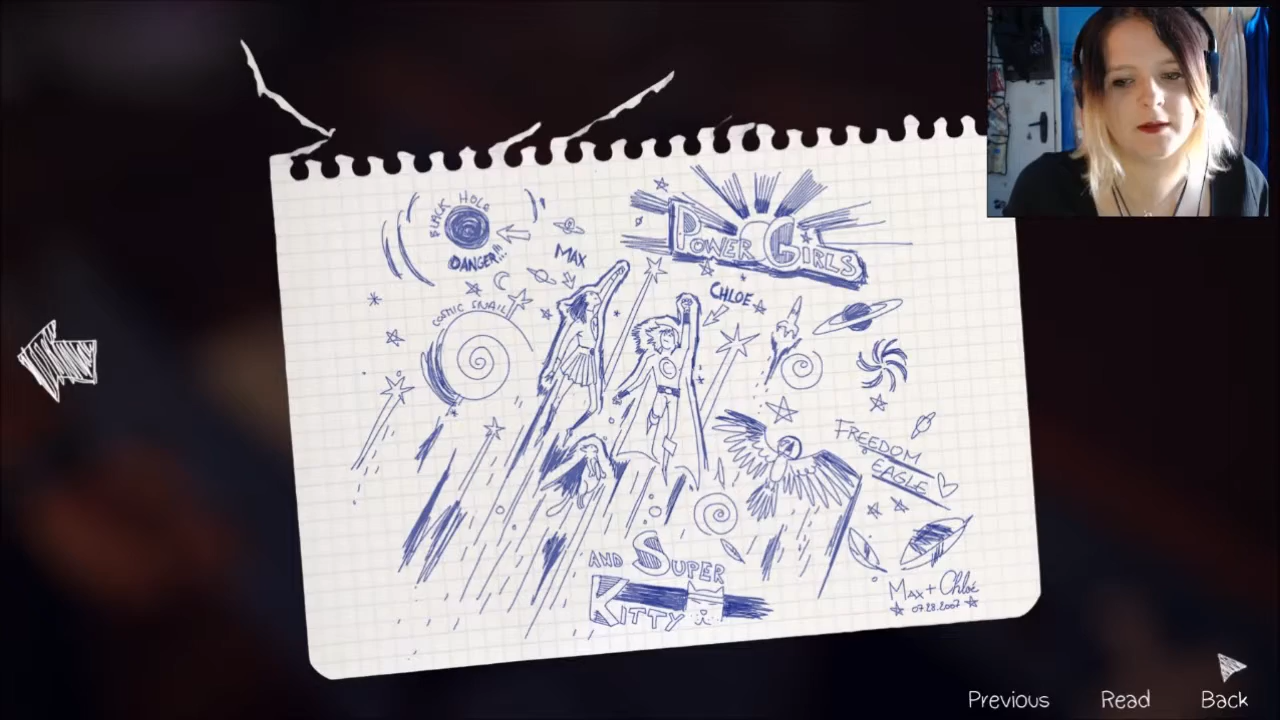 BLACK HOLE
DANGER!!...
MAX
POWER GIRLS
CHLOE
COSMIC SNAIL
FREEDOM
EAGLE
AND SUPER
KITTY
MAX + Chloé
07.28.2007
Previous
Read
Back